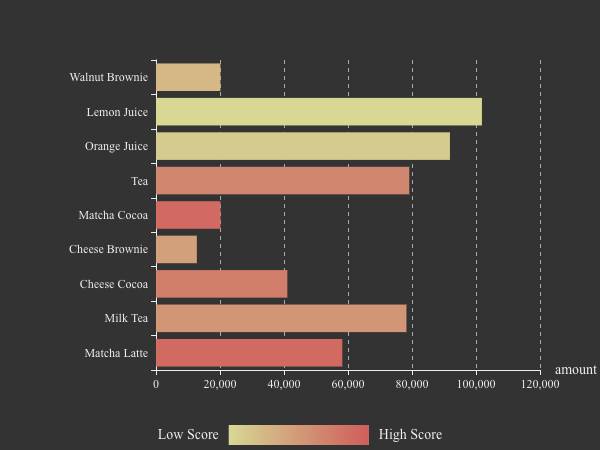 Walnut Brownie
Lemon Juice
Orange Juice
Tea
Matcha Cocoa
Cheese Brownie
Cheese Cocoa
Milk Tea
Matcha Latte
0 20,000 40,000 60,000 80,000 100,000 120,000
amount
Low Score High Score